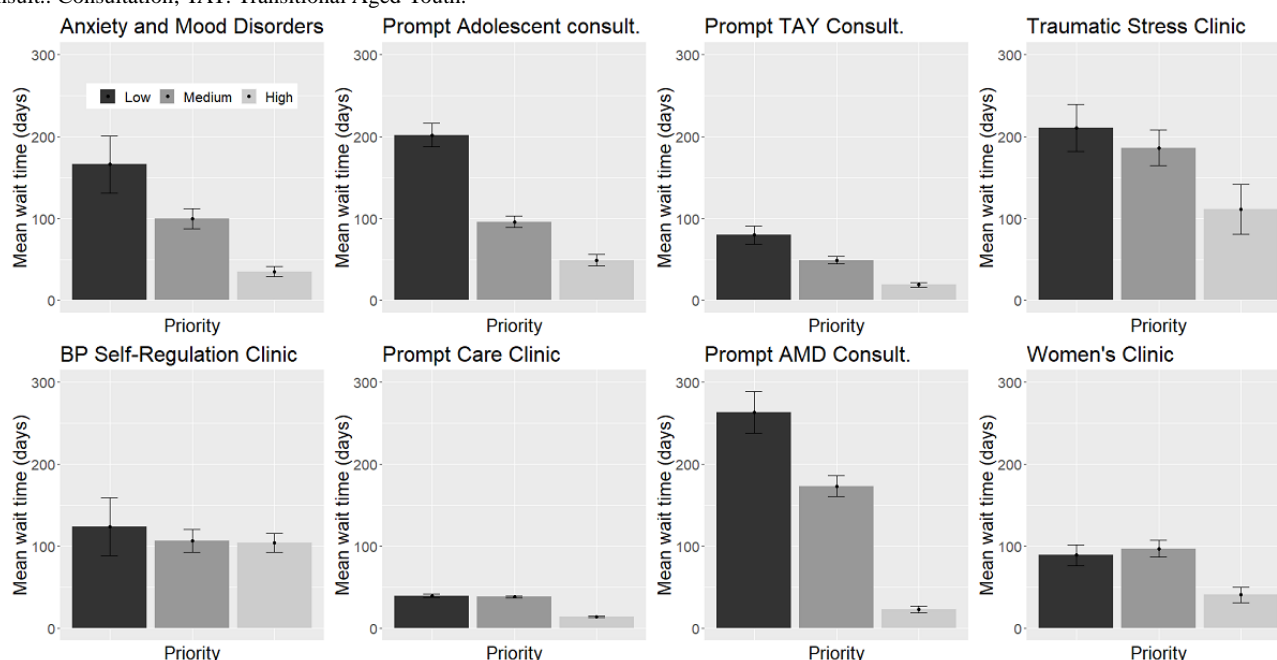 Consultation; TAY: Transitional Aged Youth.
Anxiety and Mood Disorders
300
200
100
0
Mean wait time (days)
Low Medium High
Priority
Prompt Adolescent consult.
300
200
100
0
Mean wait time (days)
Priority
Prompt TAY Consult.
300
200
100
0
Mean wait time (days)
Priority
Traumatic Stress Clinic
300
200
100
0
Mean wait time (days)
Priority
BP Self-Regulation Clinic
300
200
100
0
Mean wait time (days)
Priority
Prompt Care Clinic
300
200
100
0
Mean wait time (days)
Priority
Prompt AMD Consult.
300
200
100
0
Mean wait time (days)
Priority
Women's Clinic
300
200
100
0
Mean wait time (days)
Priority